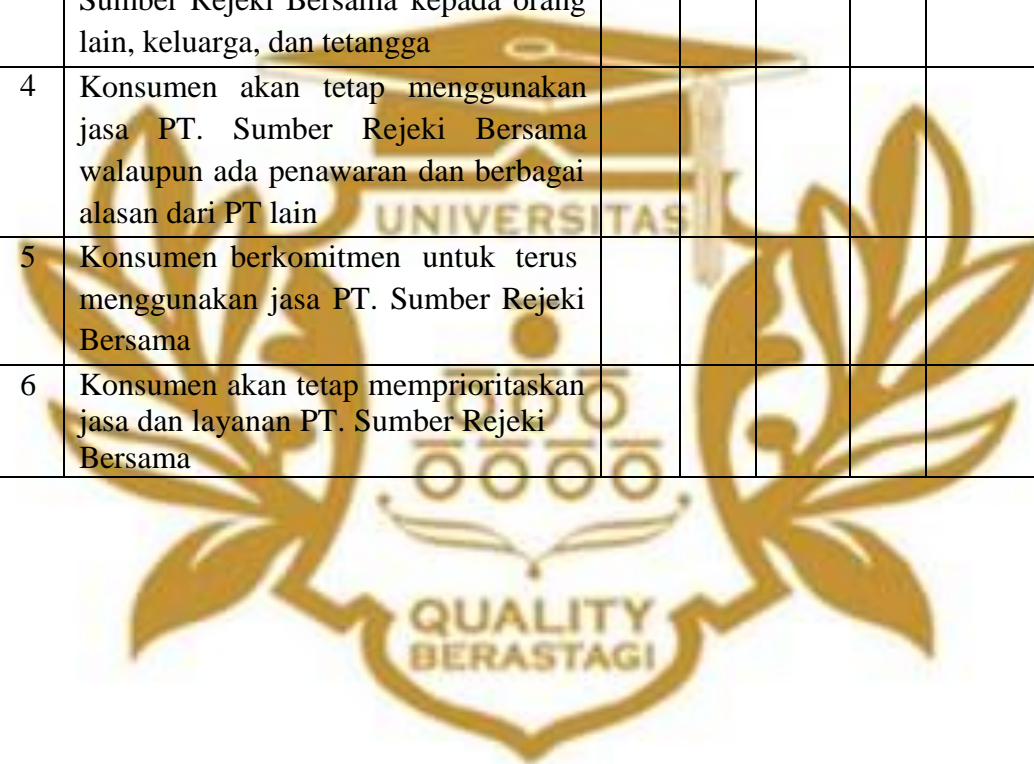 Sumber Rejeki Bersama kepada orang
lain, keluarga, dan tetangga
4 Konsumen akan tetap menggunakan
jasa PT. Sumber Rejeki Bersama
walaupun ada penawaran dan berbagai
alasan dari PT lain
UNIVERSITAS
5 Konsumen berkomitmen untuk terus
menggunakan jasa PT. Sumber Rejeki
Bersama
6 Konsumen akan tetap memprioritaskan
jasa dan layanan PT. Sumber Rejeki
Bersama
QUALITY
BERASTAGI